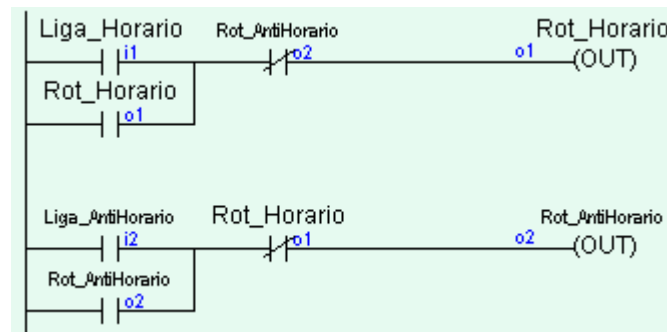 Liga_Horario Rot_AntiHorario Rot_Horario
i1 o2 o1 (OUT)
Rot_Horario
o1
Liga_AntiHorario Rot_Horario Rot_AntiHorario
i2 o1 o2 (OUT)
Rot_AntiHorario
o2